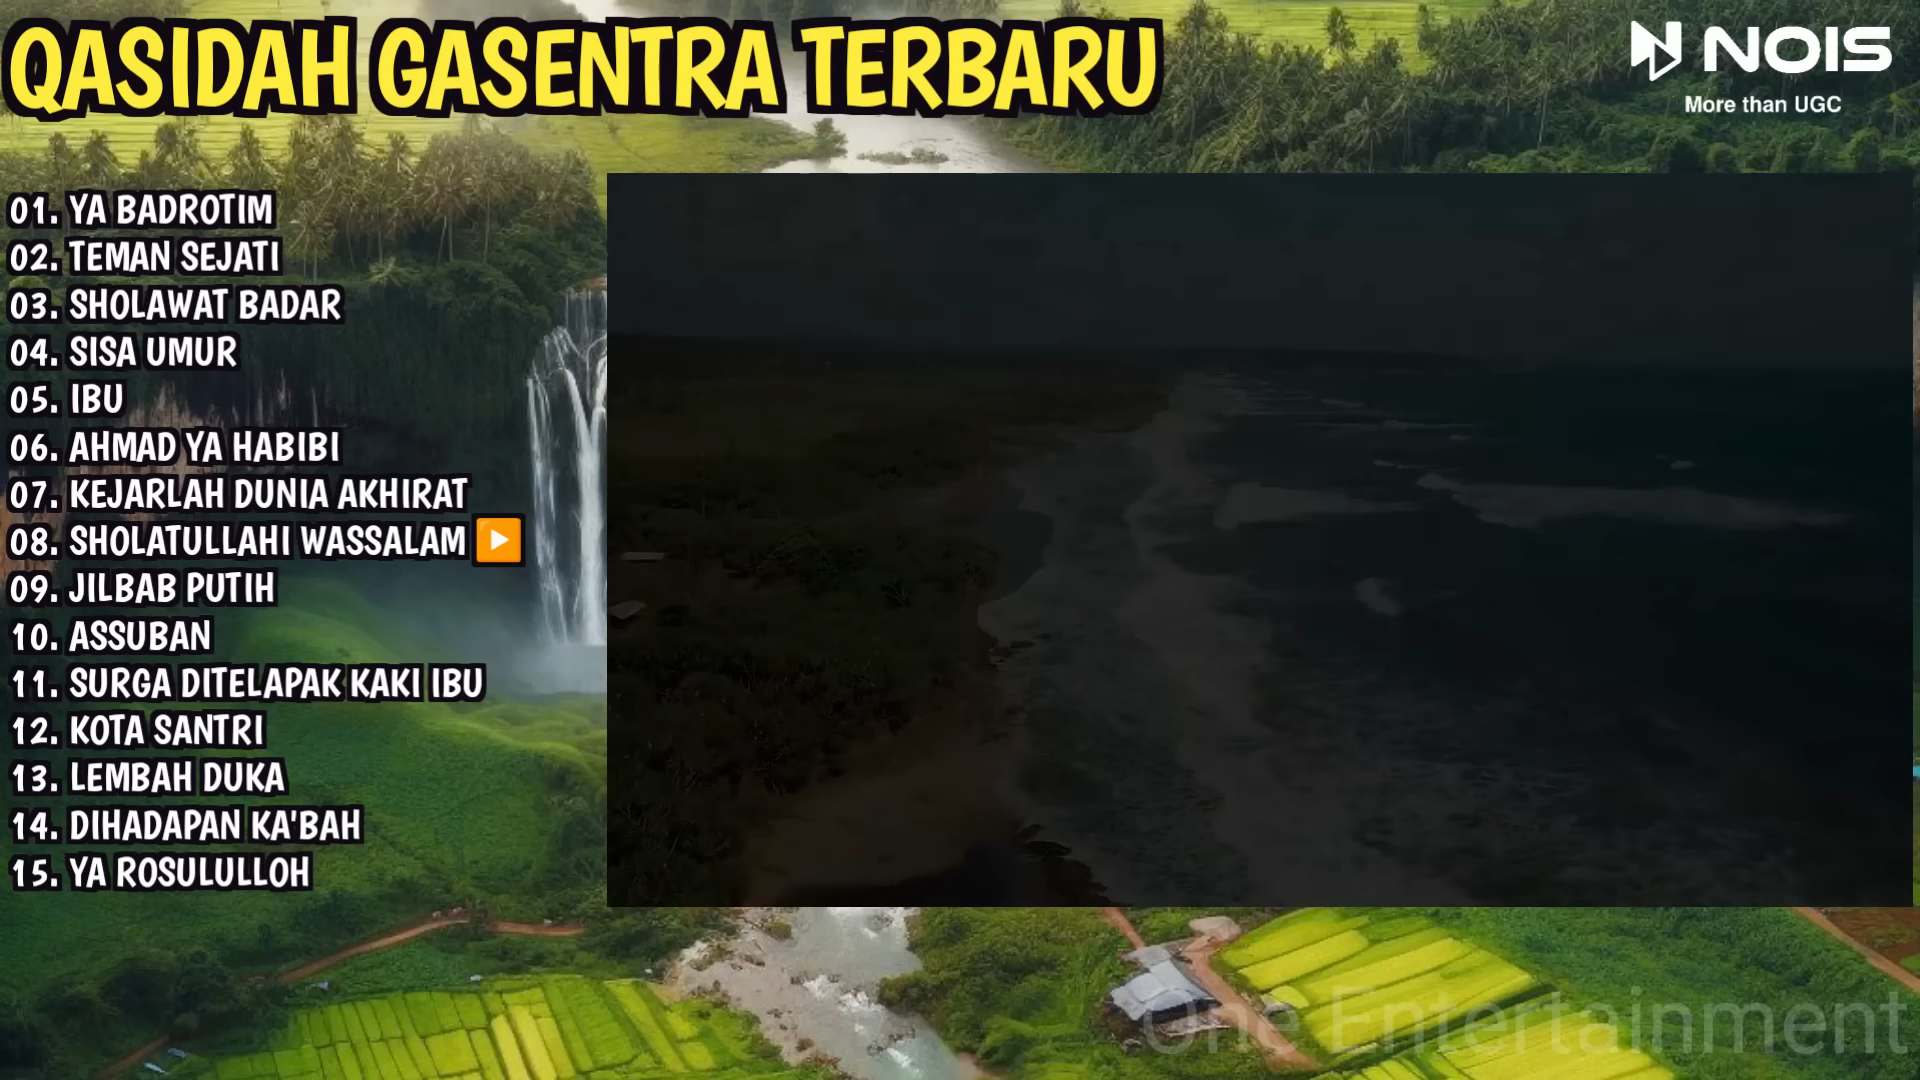 QASIDAH GASENTRA TERBARU
NOIS
More than UGC
01. YA BADROTIM
02. TEMAN SEJATI
03. SHOLAWAT BADAR
04. SISA UMUR
05. IBU
06. AHMAD YA HABIBI
07. KEJARLAH DUNIA AKHIRAT
08. SHOLATULLAHI WASSALAM
09. JILBAB PUTIH
10. ASSUBAN
11. SURGA DITELAPAK KAKI IBU
12. KOTA SANTRI
13. LEMBAH DUKA
14. DIHADAPAN KA'BAH
15. YA ROSULULLOH
One Entertainment